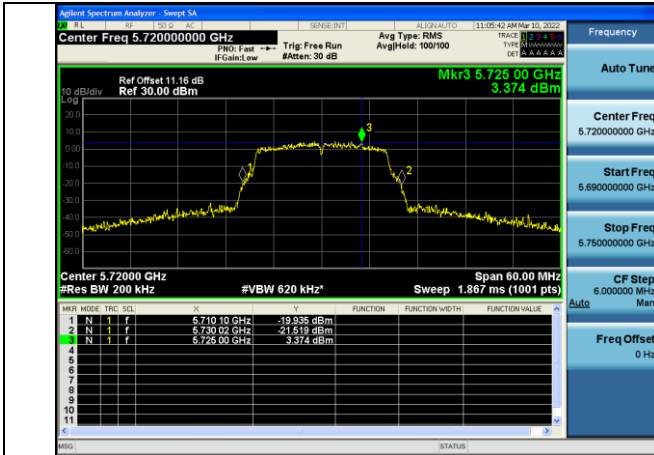 Agilent Spectrum Analyzer - Swept SA
RL RF 50 Ω AC SENSE:INT ALIGNAUTO 11:05:42 AM Mar 10, 2022
Center Freq 5.720000000 GHz
PNO: Fast
IFGain:Low
Trig: Free Run
#Atten: 30 dB
Avg Type: RMS
Avg|Hold: 100/100
TRACE 1 2 3 4 5 6
TYPE M W W W W W
DET A A A A A A
Ref Offset 11.16 dB
10 dB/div Ref 30.00 dBm
Log
Mkr3 5.725 00 GHz
3.374 dBm
20.0
10.0
0.00
-10.0
-20.0
-30.0
-40.0
-50.0
-60.0
1
2
3
Center 5.72000 GHz Span 60.00 MHz
#Res BW 200 kHz #VBW 620 kHz* Sweep 1.867 ms (1001 pts)
MKR MODE TRC SCL X Y FUNCTION FUNCTION WIDTH FUNCTION VALUE
1 N 1 f 5.710 10 GHz -19.935 dBm
2 N 1 f 5.730 02 GHz -21.519 dBm
3 N 1 f 5.725 00 GHz 3.374 dBm
4
5
6
7
8
9
10
11
MSG STATUS
Frequency
Auto Tune
Center Freq
5.720000000 GHz
Start Freq
5.690000000 GHz
Stop Freq
5.750000000 GHz
CF Step
6.000000 MHz
Auto Man
Freq Offset
0 Hz